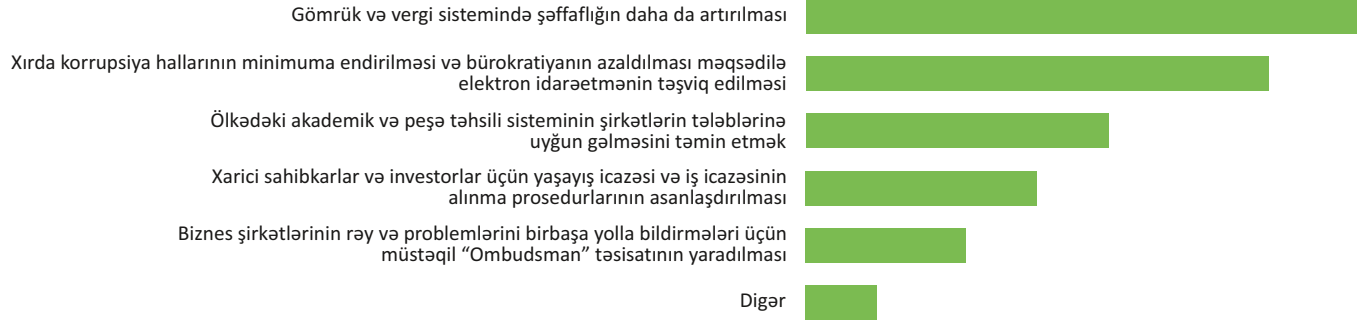 Gömrük və vergi sistemində şəffaflığın daha da artırılması
Xırda korrupsiya hallarının minimuma endirilməsi və bürokratiyanın azaldılması məqsədilə
elektron idarəetmənin təşviq edilməsi
Ölkədəki akademik və peşə təhsili sisteminin şirkətlərin tələblərinə
uyğun gəlməsini təmin etmək
Xarici sahibkarlar və investorlar üçün yaşayış icazəsi və iş icazəsinin
alınma prosedurlarının asanlaşdırılması
Biznes şirkətlərinin rəy və problemlərini birbaşa yolla bildirmələri üçün
müstəqil “Ombudsman” təsisatının yaradılması
Digər